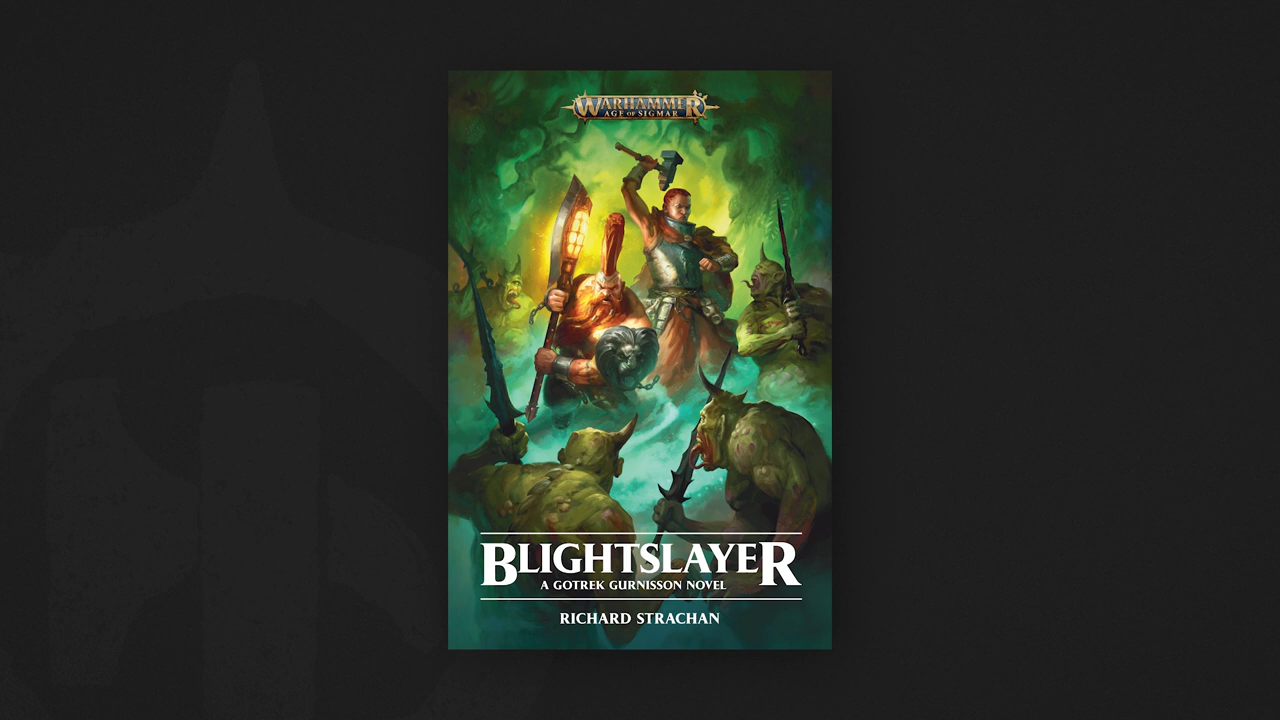 WARHAMMER
AGE OF SIGMAR
BLIGHTSLAYER
A GOTREK GURNISSON NOVEL
RICHARD STRACHAN